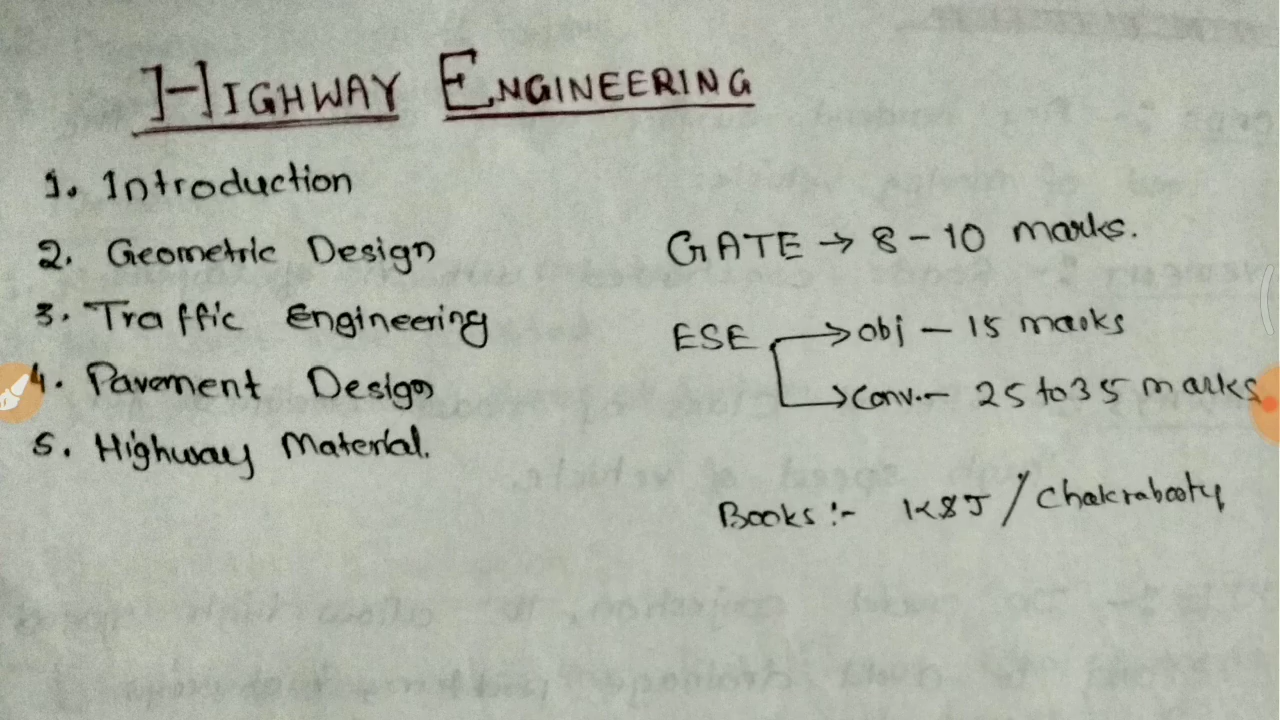 HIGHWAY ENGINEERING
1. Introduction
2. Geometric Design
3. Traffic Engineering
4. Pavement Design
5. Highway Material.
GATE → 8 - 10 marks.
ESE → obj - 15 marks
→ Conv. - 25 to 35 marks.
Books :- K&J / Chakraborty